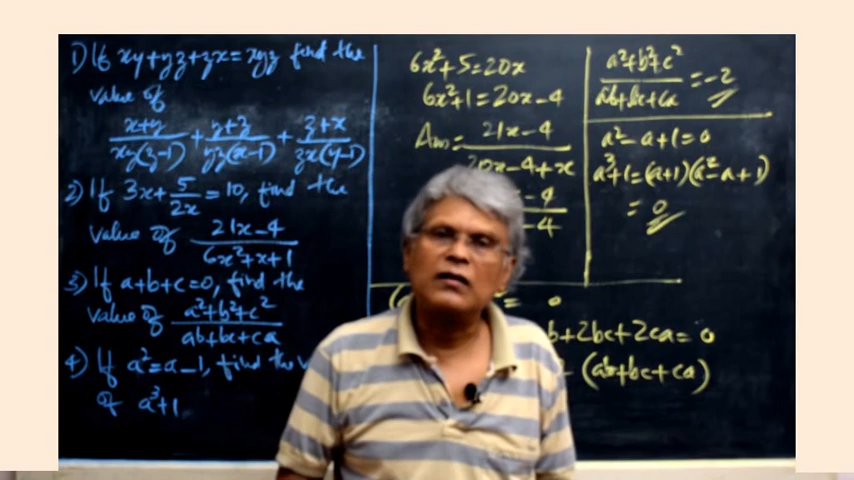 1) If xy+yz+zx=xyz find the
value of
x+y/xy(z-1) + y+z/yz(x-1) + z+x/zx(y-1)
2) If 3x+5/2x=10, find the
value of 21x-4/6x²+x+1
3) If a+b+c=0, find the
value of a²+b²+c²/ab+bc+ca
4) If a²=a-1, find the
of a³+1
6x²+5=20x
6x²+1=20x-4
Ans= 21x-4/20x-4+x
-4/-4
= 0
b+2bc+2ca=0
(ab+bc+ca)
a²+b²+c²/ab+bc+ca=-2
a²-a+1=0
a³+1=(a+1)(a²-a+1)
=0